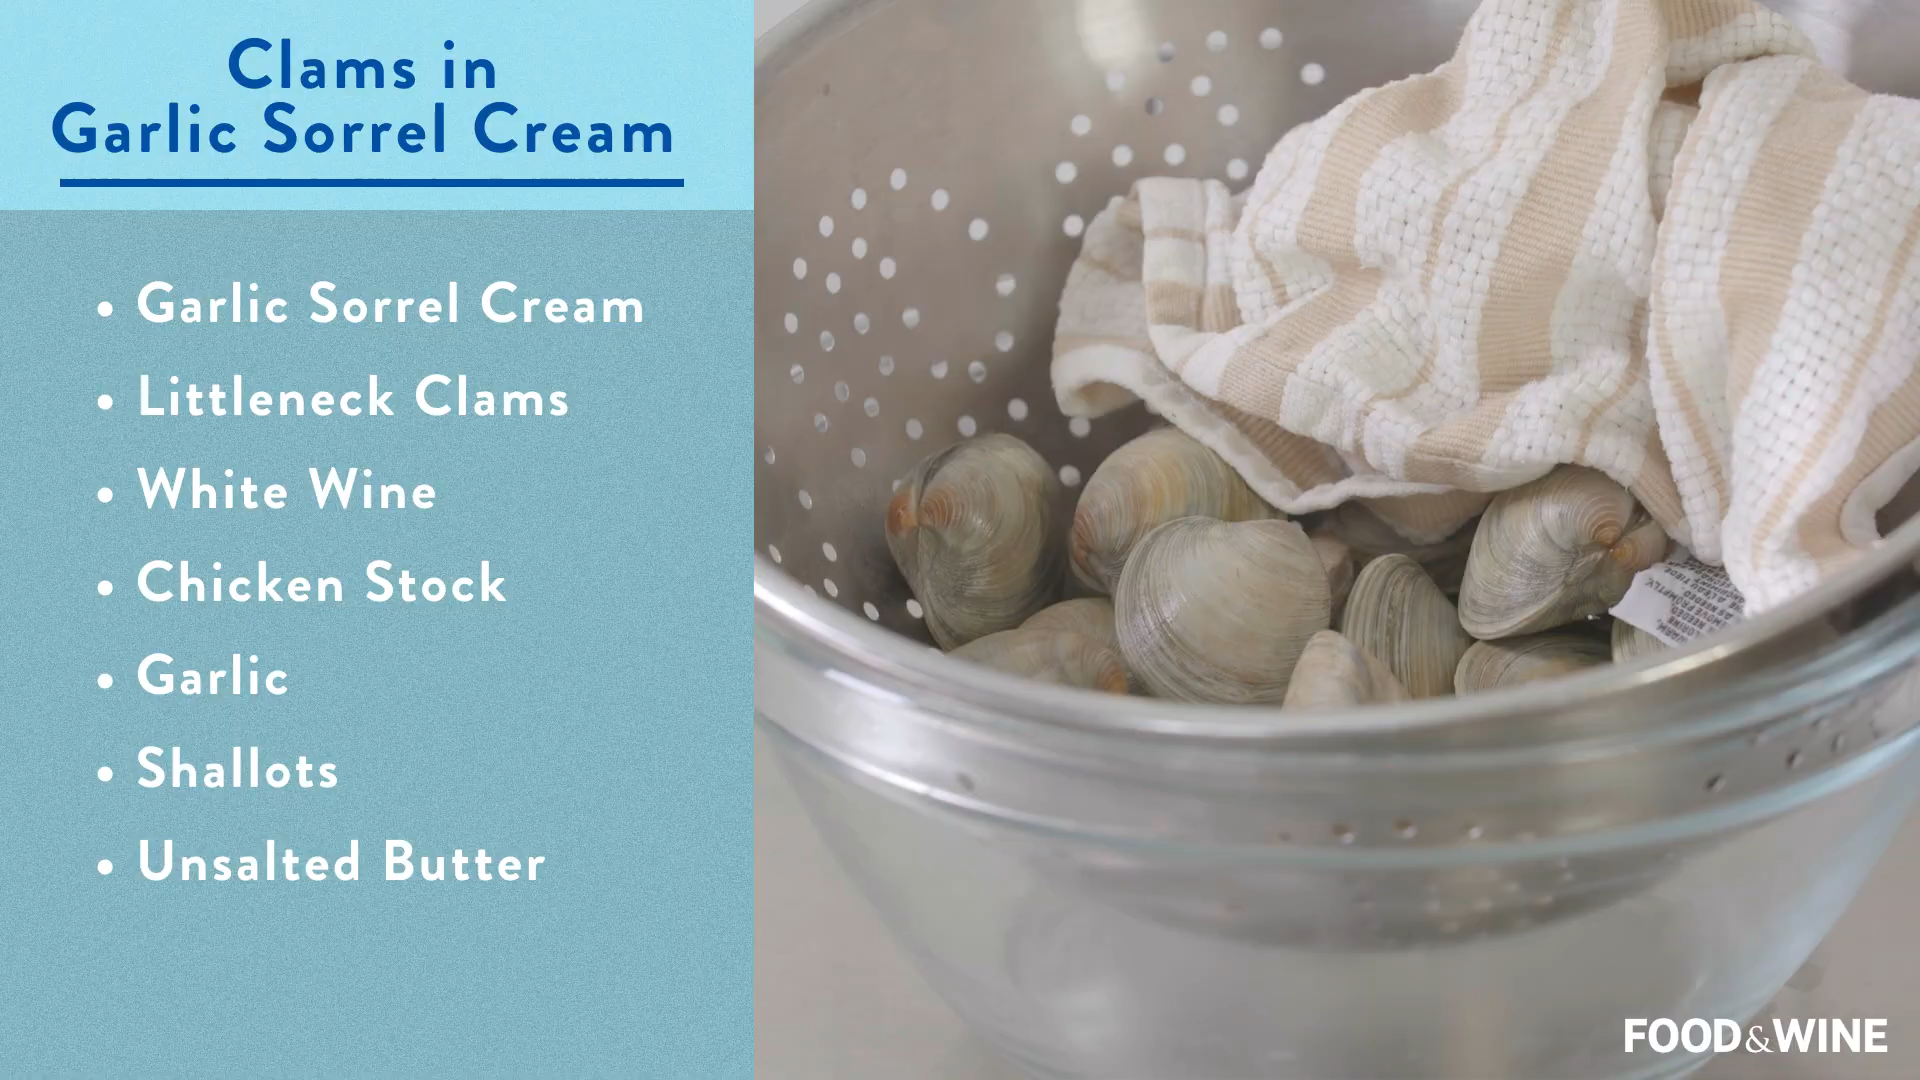 Clams in
Garlic Sorrel Cream
• Garlic Sorrel Cream
• Littleneck Clams
• White Wine
• Chicken Stock
• Garlic
• Shallots
• Unsalted Butter
FOOD&WINE